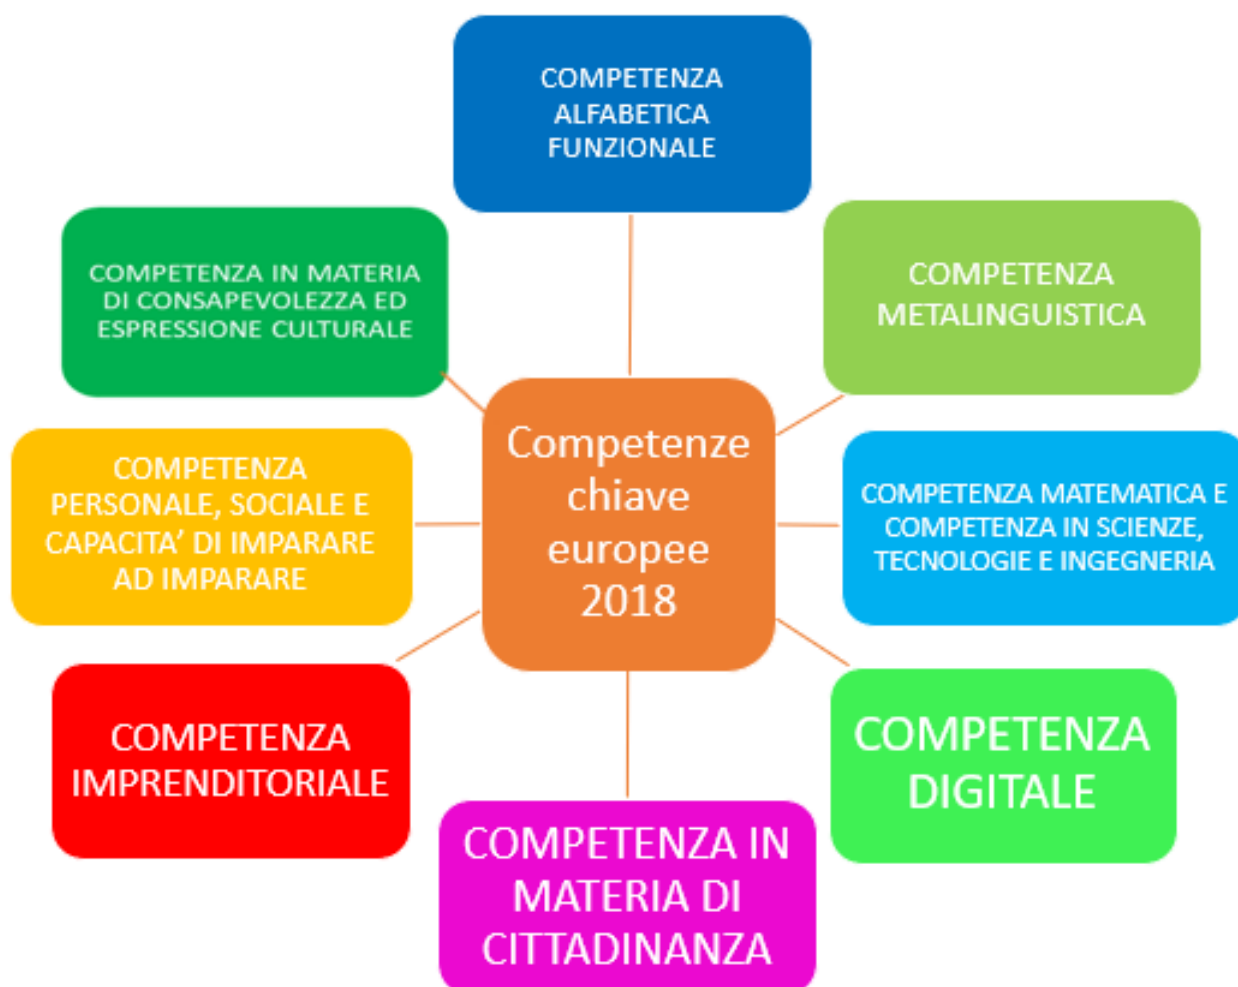 COMPETENZA
ALFABETICA
FUNZIONALE
COMPETENZA IN MATERIA
DI CONSAPEVOLEZZA ED
ESPRESSIONE CULTURALE
COMPETENZA
METALINGUISTICA
Competenze
chiave
europee
2018
COMPETENZA
PERSONALE, SOCIALE E
CAPACITA’ DI IMPARARE
AD IMPARARE
COMPETENZA MATEMATICA E
COMPETENZA IN SCIENZE,
TECNOLOGIE E INGEGNERIA
COMPETENZA
IMPRENDITORIALE
COMPETENZA
DIGITALE
COMPETENZA IN
MATERIA DI
CITTADINANZA